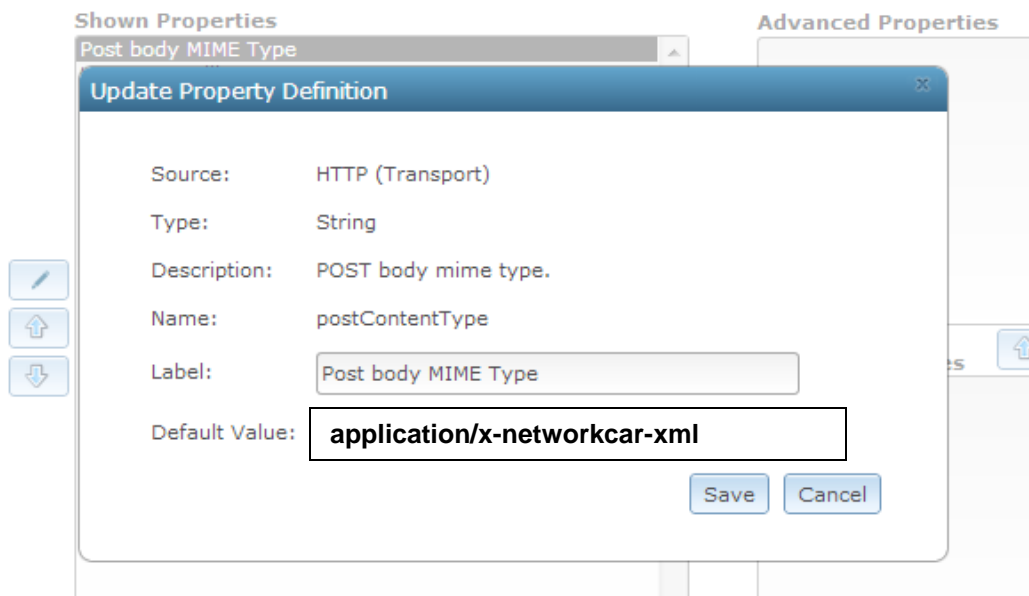 Shown Properties
Advanced Properties
Post body MIME Type
Update Property Definition
Source: HTTP (Transport)
Type: String
Description: POST body mime type.
Name: postContentType
Label: Post body MIME Type
Default Value: application/x-networkcar-xml
Save Cancel